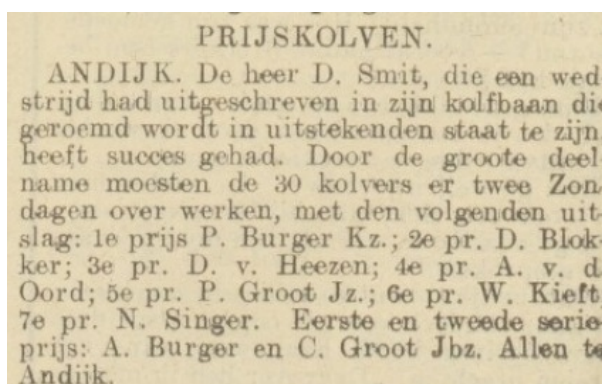 PRIJSKOLVEN.
ANDIJK. De heer D. Smit, die een wed-
strijd had uitgeschreven in zijn kolfbaan die
geroemd wordt in uitstekenden staat te zijn,
heeft succes gehad. Door de groote deel-
name moesten de 30 kolvers er twee Zon-
dagen over werken, met den volgenden uit-
slag: 1e prijs P. Burger Kz.; 2e pr. D. Blok-
ker; 3e pr. D. v. Heezen; 4e pr. A. v. d.
Oord; 5e pr. P. Groot Jz.; 6e pr. W. Kieft,
7e pr. N. Singer. Eerste en tweede serie-
prijs: A. Burger en C. Groot Jbz. Allen te
Andijk.